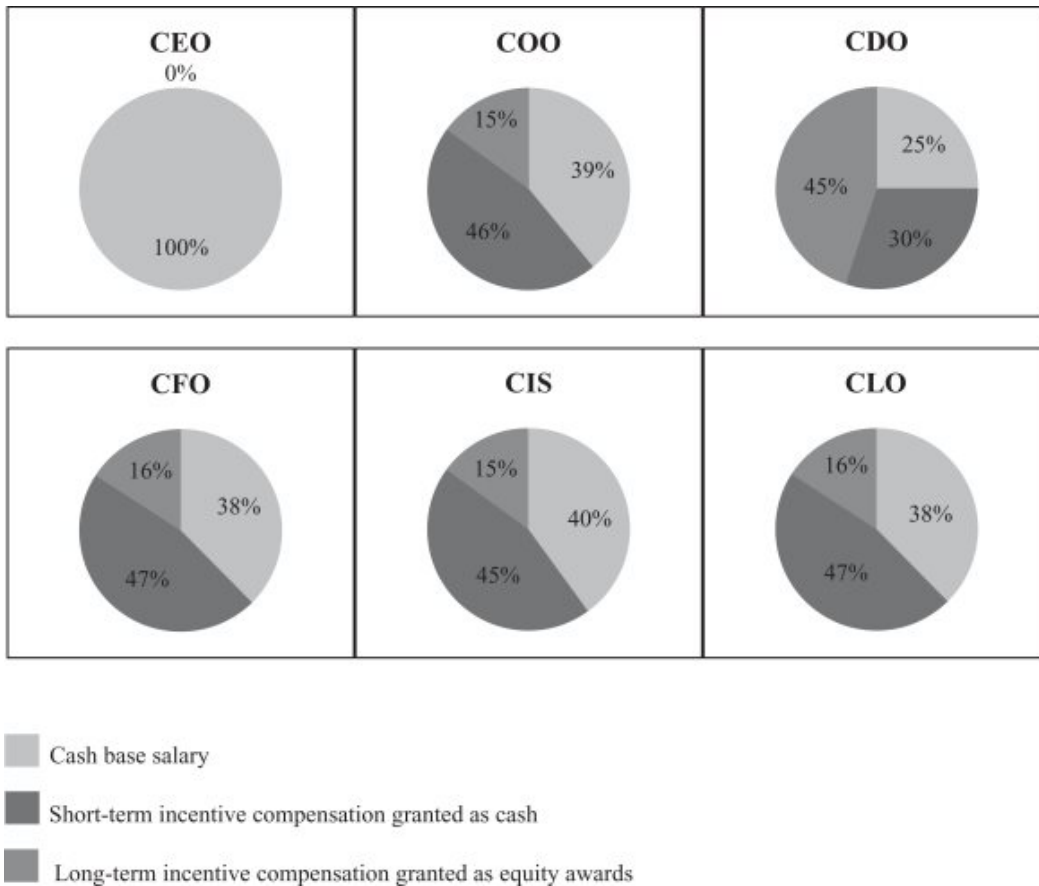 CEO
0%
100%
COO
15%
39%
46%
CDO
25%
45%
30%
CFO
16%
38%
47%
CIS
15%
40%
45%
CLO
16%
38%
47%
Cash base salary
Short-term incentive compensation granted as cash
Long-term incentive compensation granted as equity awards